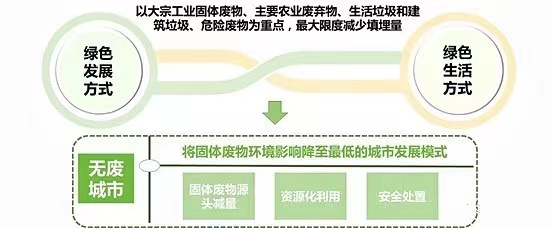 以大宗工业固体废物、主要农业废弃物、生活垃圾和建
筑垃圾、危险废物为重点，最大限度减少填埋量
绿色
发展
方式
绿色
生活
方式
无废
城市
将固体废物环境影响降至最低的城市发展模式
固体废物源
头减量
资源化利用
安全处置